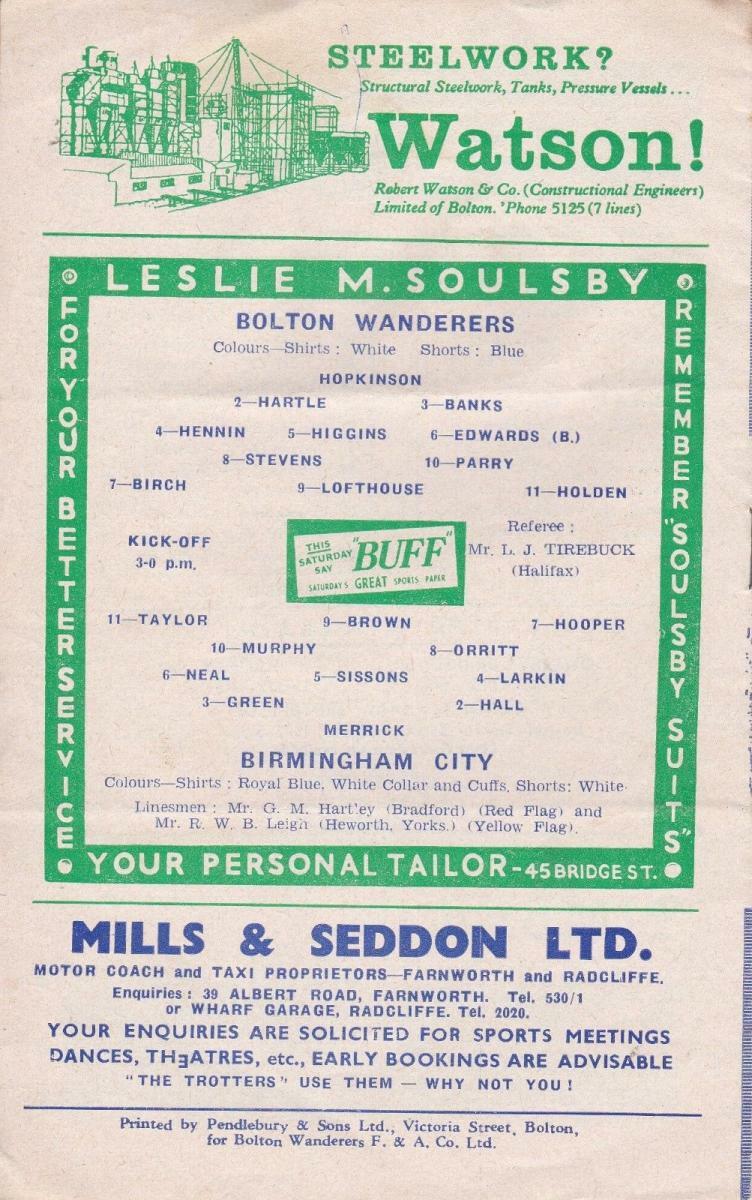 STEELWORK?
Structural Steelwork, Tanks, Pressure Vessels...
Watson!
Robert Watson & Co. (Constructional Engineers)
Limited of Bolton. 'Phone 5125 (7 lines)
LESLIE M. SOULSBY
FOR YOUR BETTER SERVICE
REMEMBER "SOULSBY SUITS"
BOLTON WANDERERS
Colours—Shirts : White Shorts : Blue
HOPKINSON
2—HARTLE 3—BANKS
4—HENNIN 5—HIGGINS 6—EDWARDS (B.)
8—STEVENS 10—PARRY
7—BIRCH 9—LOFTHOUSE 11—HOLDEN
KICK-OFF
3-0 p.m.
THIS
SATURDAY
SAY
"BUFF"
SATURDAY'S GREAT SPORTS PAPER
Referee :
Mr. L. J. TIREBUCK
(Halifax)
11—TAYLOR 9—BROWN 7—HOOPER
10—MURPHY 8—ORRITT
6—NEAL 5—SISSONS 4—LARKIN
3—GREEN 2—HALL
MERRICK
BIRMINGHAM CITY
Colours—Shirts : Royal Blue, White Collar and Cuffs, Shorts: White.
Linesmen : Mr. G. M. Hartley (Bradford) (Red Flag) and
Mr. R. W. B. Leigh (Heworth, Yorks.) (Yellow Flag).
YOUR PERSONAL TAILOR-45 BRIDGE ST.
MILLS & SEDDON LTD.
MOTOR COACH and TAXI PROPRIETORS—FARNWORTH and RADCLIFFE.
Enquiries : 39 ALBERT ROAD, FARNWORTH. Tel. 530/1
or WHARF GARAGE, RADCLIFFE. Tel. 2020.
YOUR ENQUIRIES ARE SOLICITED FOR SPORTS MEETINGS
DANCES, THEATRES, etc., EARLY BOOKINGS ARE ADVISABLE
"THE TROTTERS" USE THEM — WHY NOT YOU !
Printed by Pendlebury & Sons Ltd., Victoria Street, Bolton,
for Bolton Wanderers F. & A. Co. Ltd.